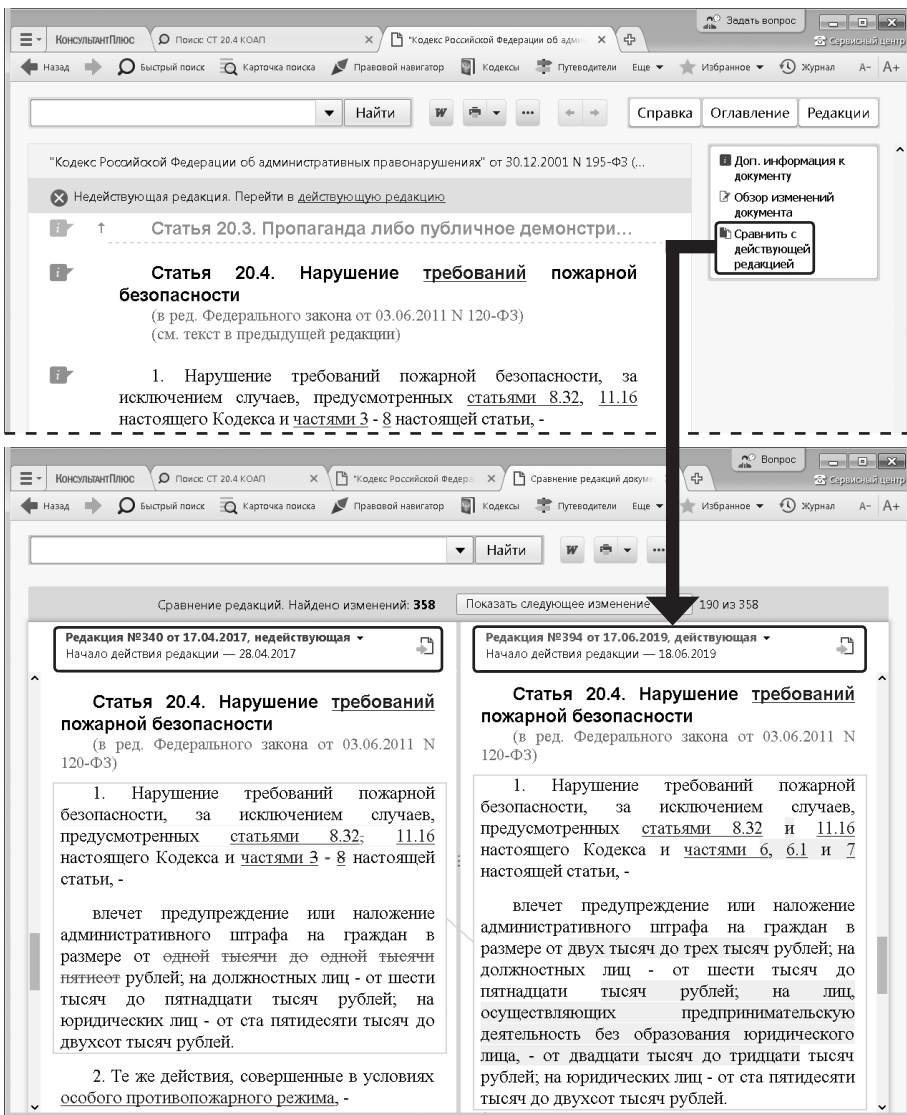 Задать вопрос
КонсультантПлюс Поиск: СТ 20.4 КОАП "Кодекс Российской Федерации об адми Сервисный центр
Назад Быстрый поиск Карточка поиска Правовой навигатор Кодексы Путеводители Еще Избранное Журнал A− A+
Найти W Справка Оглавление Редакции
"Кодекс Российской Федерации об административных правонарушениях" от 30.12.2001 N 195-ФЗ (...
Недействующая редакция. Перейти в действующую редакцию
Статья 20.3. Пропаганда либо публичное демонстри...
Статья 20.4. Нарушение требований пожарной
безопасности
(в ред. Федерального закона от 03.06.2011 N 120-ФЗ)
(см. текст в предыдущей редакции)
1. Нарушение требований пожарной безопасности, за
исключением случаев, предусмотренных статьями 8.32, 11.16
настоящего Кодекса и частями 3 - 8 настоящей статьи, -
Доп. информация к
документу
Обзор изменений
документа
Сравнить с
действующей
редакцией
Вопрос
КонсультантПлюс Поиск: СТ 20.4 КОАП "Кодекс Российской Федера Сравнение редакций докум Сервисный центр
Назад Быстрый поиск Карточка поиска Правовой навигатор Кодексы Путеводители Еще Избранное Журнал A− A+
Найти W
Сравнение редакций. Найдено изменений: 358 Показать следующее изменение 190 из 358
Редакция №340 от 17.04.2017, недействующая
Начало действия редакции — 28.04.2017
Статья 20.4. Нарушение требований
пожарной безопасности
(в ред. Федерального закона от 03.06.2011 N
120-ФЗ)
1. Нарушение требований пожарной
безопасности, за исключением случаев,
предусмотренных статьями 8.32, 11.16
настоящего Кодекса и частями 3 - 8 настоящей
статьи, -
влечет предупреждение или наложение
административного штрафа на граждан в
размере от одной тысячи до одной тысячи
пятисот рублей; на должностных лиц - от шести
тысяч до пятнадцати тысяч рублей; на
юридических лиц - от ста пятидесяти тысяч до
двухсот тысяч рублей.
2. Те же действия, совершенные в условиях
особого противопожарного режима, -
Редакция №394 от 17.06.2019, действующая
Начало действия редакции — 18.06.2019
Статья 20.4. Нарушение требований
пожарной безопасности
(в ред. Федерального закона от 03.06.2011 N
120-ФЗ)
1. Нарушение требований пожарной
безопасности, за исключением случаев,
предусмотренных статьями 8.32 и 11.16
настоящего Кодекса и частями 6, 6.1 и 7
настоящей статьи, -
влечет предупреждение или наложение
административного штрафа на граждан в
размере от двух тысяч до трех тысяч рублей; на
должностных лиц - от шести тысяч до
пятнадцати тысяч рублей; на лиц,
осуществляющих предпринимательскую
деятельность без образования юридического
лица, - от двадцати тысяч до тридцати тысяч
рублей; на юридических лиц - от ста пятидесяти
тысяч до двухсот тысяч рублей.